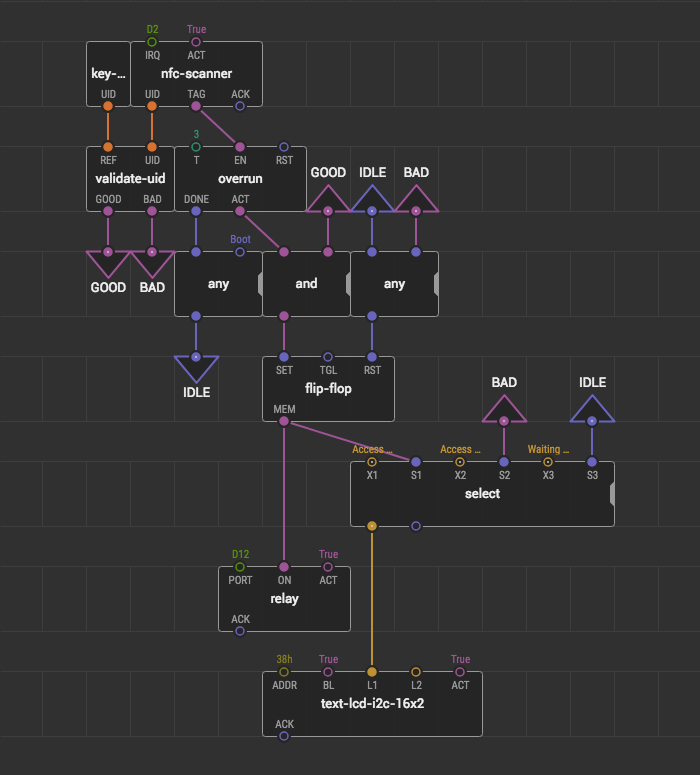 D2 True
IRQ ACT
key-... nfc-scanner
UID UID TAG ACK
3
REF UID T EN RST
GOOD IDLE BAD
validate-uid overrun
GOOD BAD DONE ACT
Boot
any and any
GOOD BAD
SET TGL RST
IDLE
flip-flop
BAD IDLE
MEM
Access ... Access ... Waiting ...
X1 S1 X2 S2 X3 S3
select
D12 True
PORT ON ACT
relay
ACK
38h True True
ADDR BL L1 L2 ACT
text-lcd-i2c-16x2
ACK